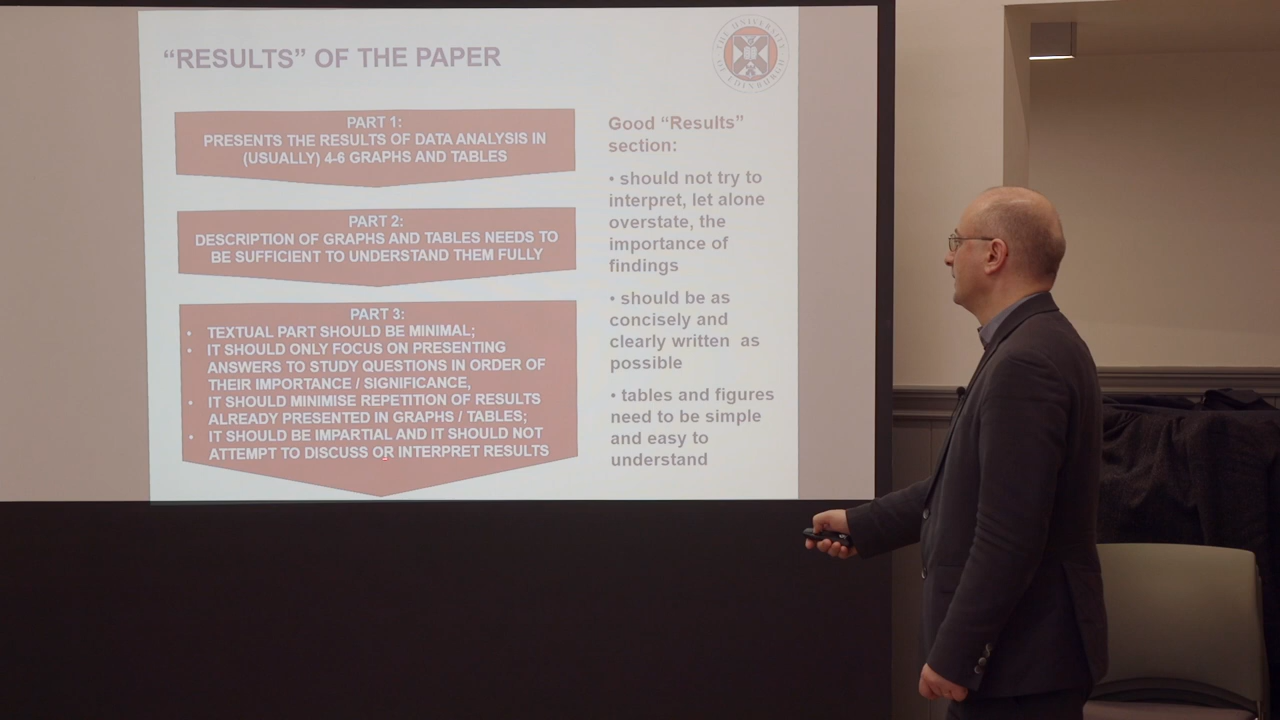 “RESULTS” OF THE PAPER
THE UNIVERSITY
OF EDINBURGH
PART 1:
PRESENTS THE RESULTS OF DATA ANALYSIS IN
(USUALLY) 4-6 GRAPHS AND TABLES
PART 2:
DESCRIPTION OF GRAPHS AND TABLES NEEDS TO
BE SUFFICIENT TO UNDERSTAND THEM FULLY
PART 3:
• TEXTUAL PART SHOULD BE MINIMAL;
• IT SHOULD ONLY FOCUS ON PRESENTING
ANSWERS TO STUDY QUESTIONS IN ORDER OF
THEIR IMPORTANCE / SIGNIFICANCE,
• IT SHOULD MINIMISE REPETITION OF RESULTS
ALREADY PRESENTED IN GRAPHS / TABLES;
• IT SHOULD BE IMPARTIAL AND IT SHOULD NOT
ATTEMPT TO DISCUSS OR INTERPRET RESULTS
Good “Results”
section:
• should not try to
interpret, let alone
overstate, the
importance of
findings
• should be as
concisely and
clearly written as
possible
• tables and figures
need to be simple
and easy to
understand